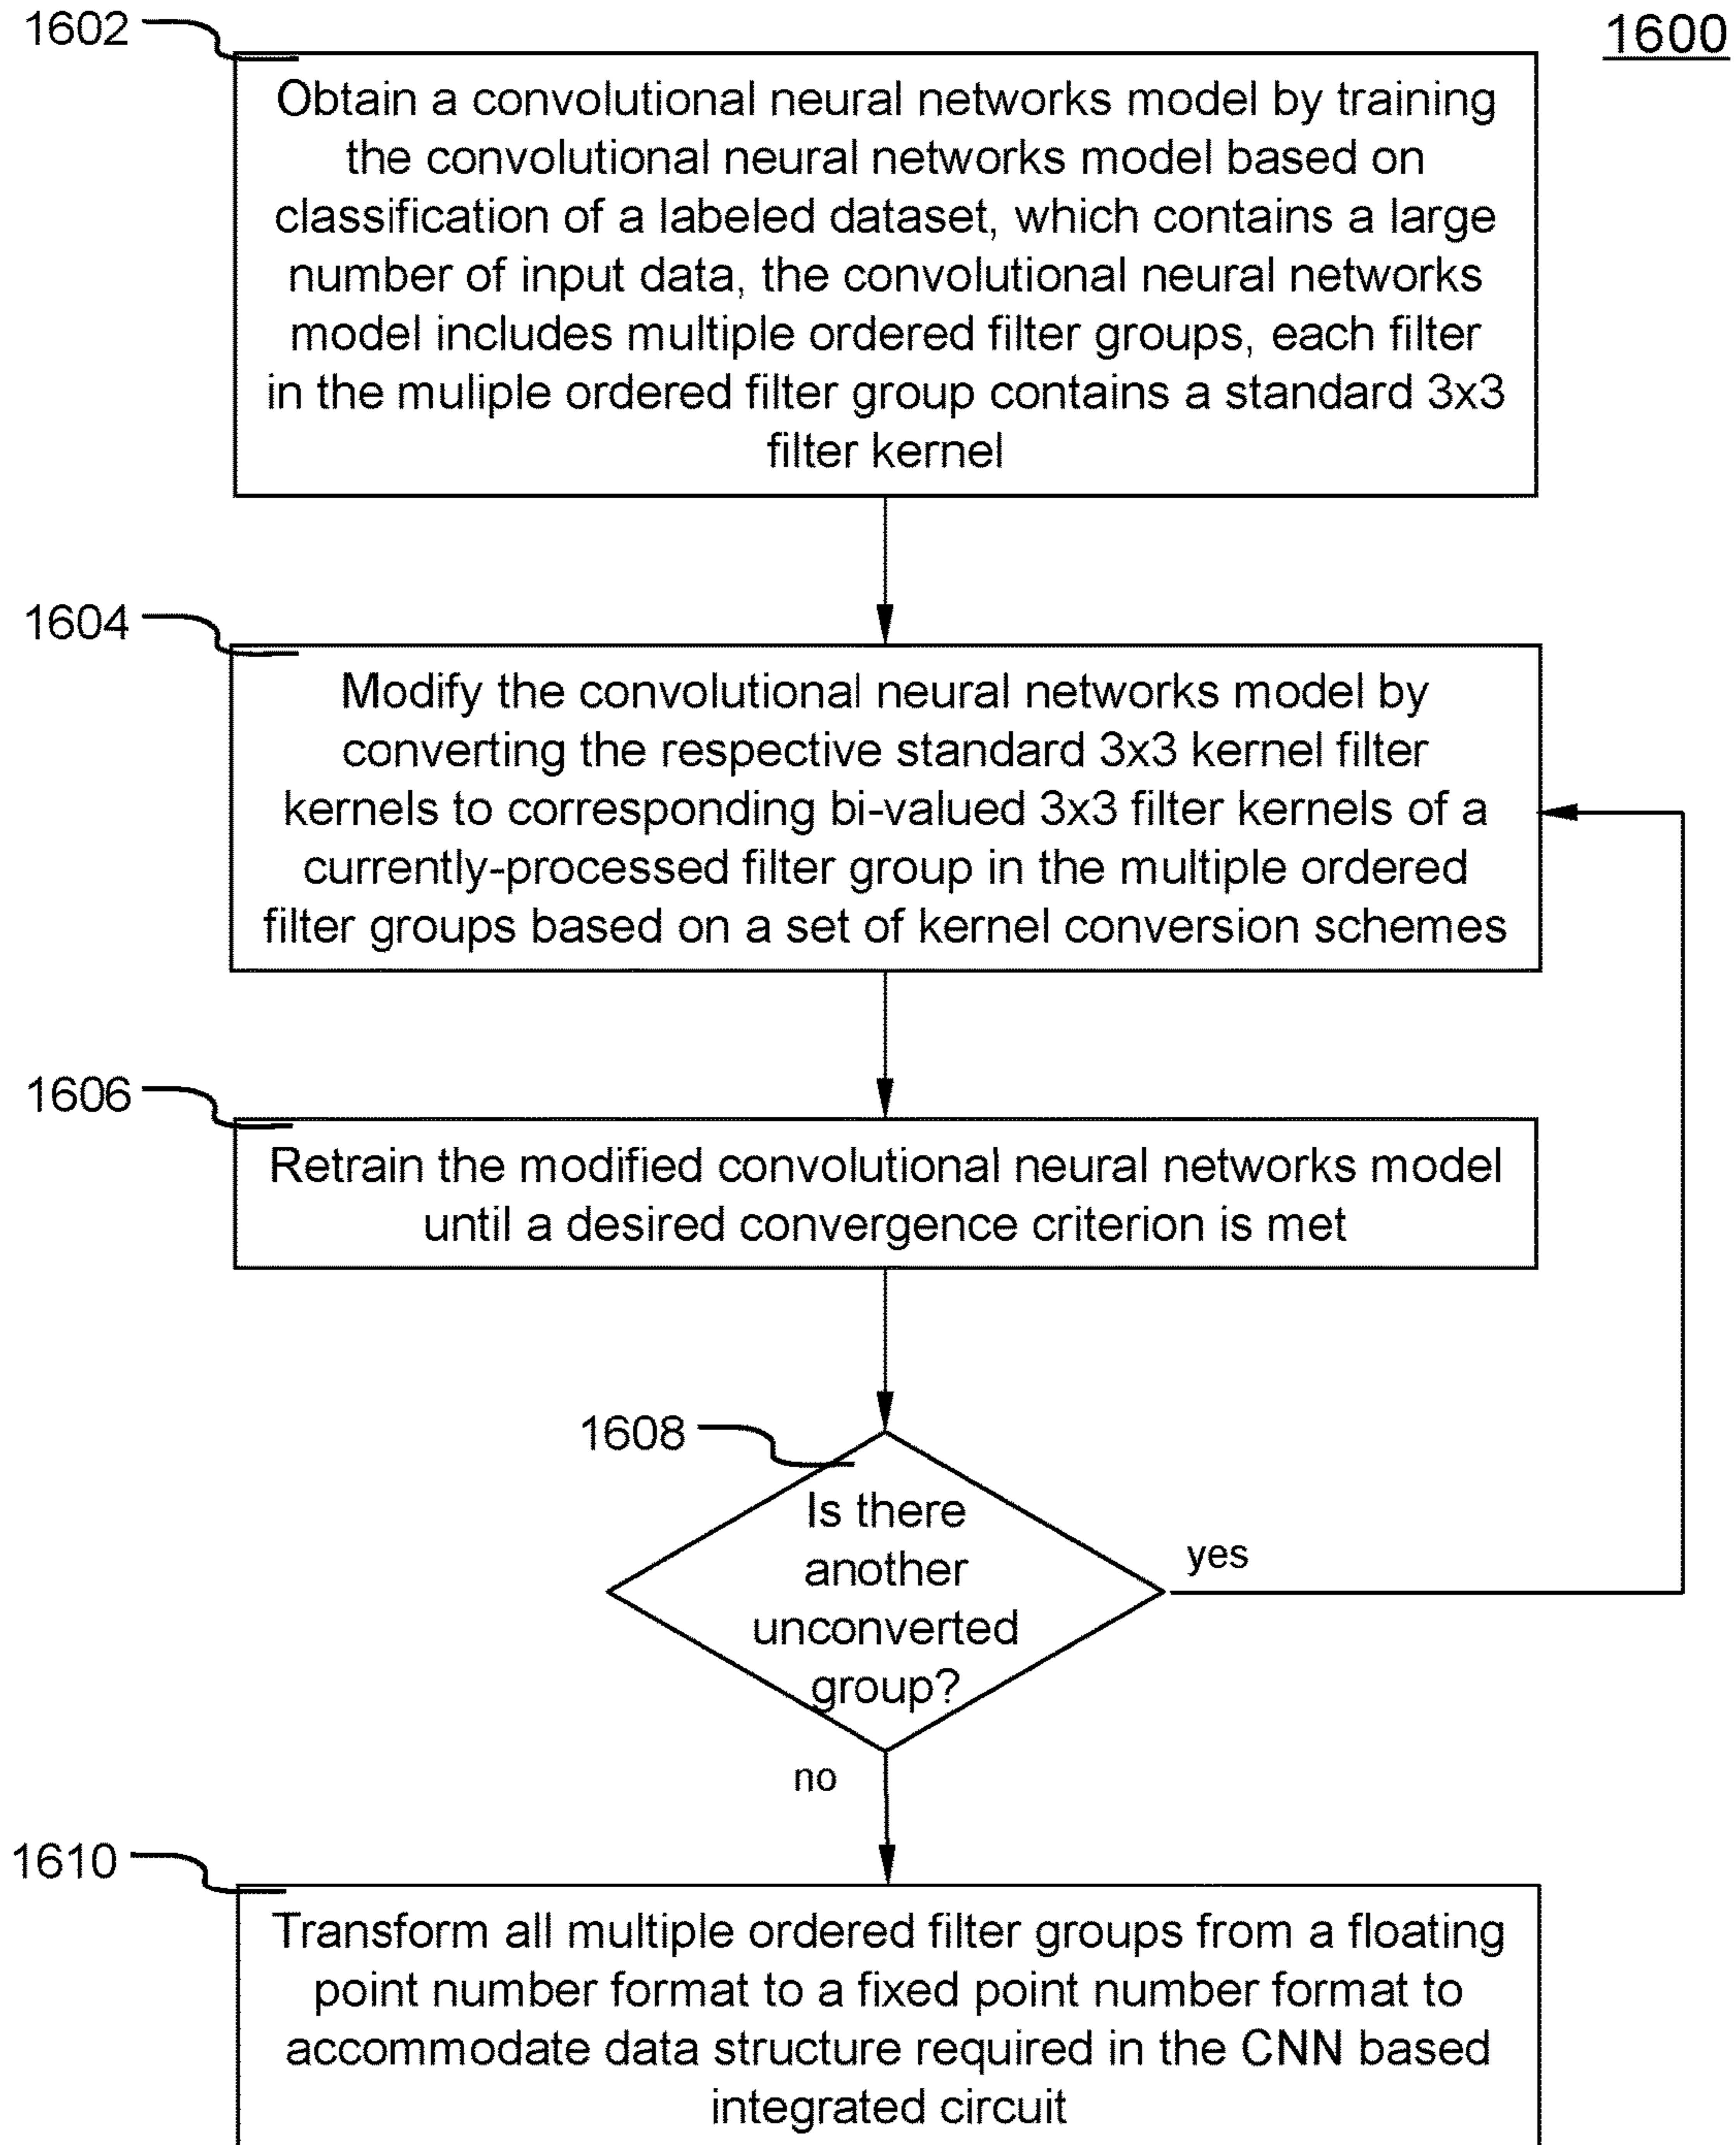 1602
1600
Obtain a convolutional neural networks model by training
the convolutional neural networks model based on
classification of a labeled dataset, which contains a large
number of input data, the convolutional neural networks
model includes multiple ordered filter groups, each filter
in the muliple ordered filter group contains a standard 3x3
filter kernel
1604
Modify the convolutional neural networks model by
converting the respective standard 3x3 kernel filter
kernels to corresponding bi-valued 3x3 filter kernels of a
currently-processed filter group in the multiple ordered
filter groups based on a set of kernel conversion schemes
1606
Retrain the modified convolutional neural networks model
until a desired convergence criterion is met
1608
Is there
another
unconverted
group?
yes
no
1610
Transform all multiple ordered filter groups from a floating
point number format to a fixed point number format to
accommodate data structure required in the CNN based
integrated circuit